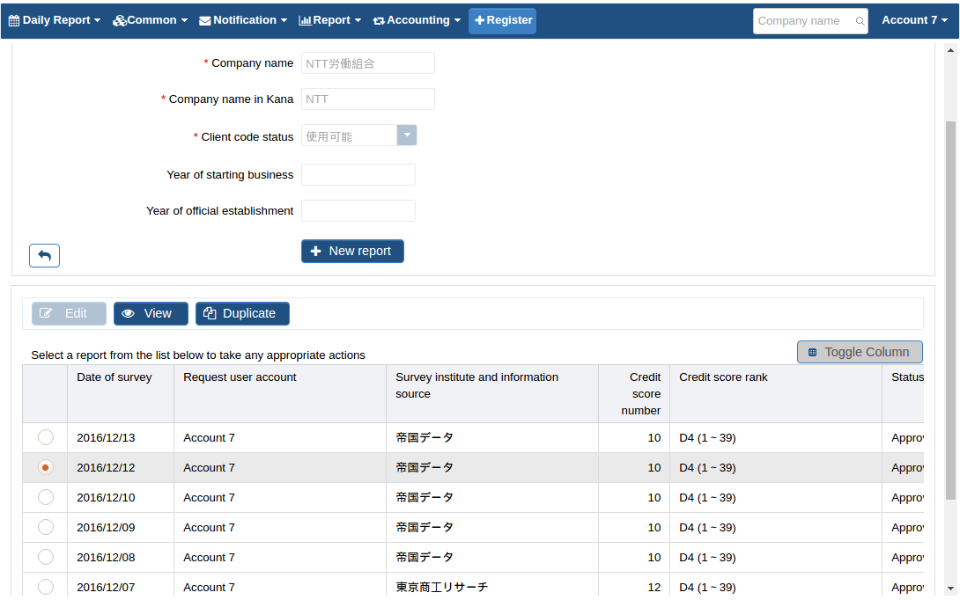 Daily Report Common Notification Report Accounting Register Company name Account 7
* Company name NTT労働組合
* Company name in Kana NTT
* Client code status 使用可能
Year of starting business
Year of official establishment
New report
Edit View Duplicate
Select a report from the list below to take any appropriate actions Toggle Column
Date of survey Request user account Survey institute and information source Credit score number Credit score rank Status
2016/12/13 Account 7 帝国データ 10 D4 (1 ~ 39) Approv
2016/12/12 Account 7 帝国データ 10 D4 (1 ~ 39) Approv
2016/12/10 Account 7 帝国データ 10 D4 (1 ~ 39) Approv
2016/12/09 Account 7 帝国データ 10 D4 (1 ~ 39) Approv
2016/12/08 Account 7 帝国データ 10 D4 (1 ~ 39) Approv
2016/12/07 Account 7 東京商工リサーチ 12 D4 (1 ~ 39) Approv